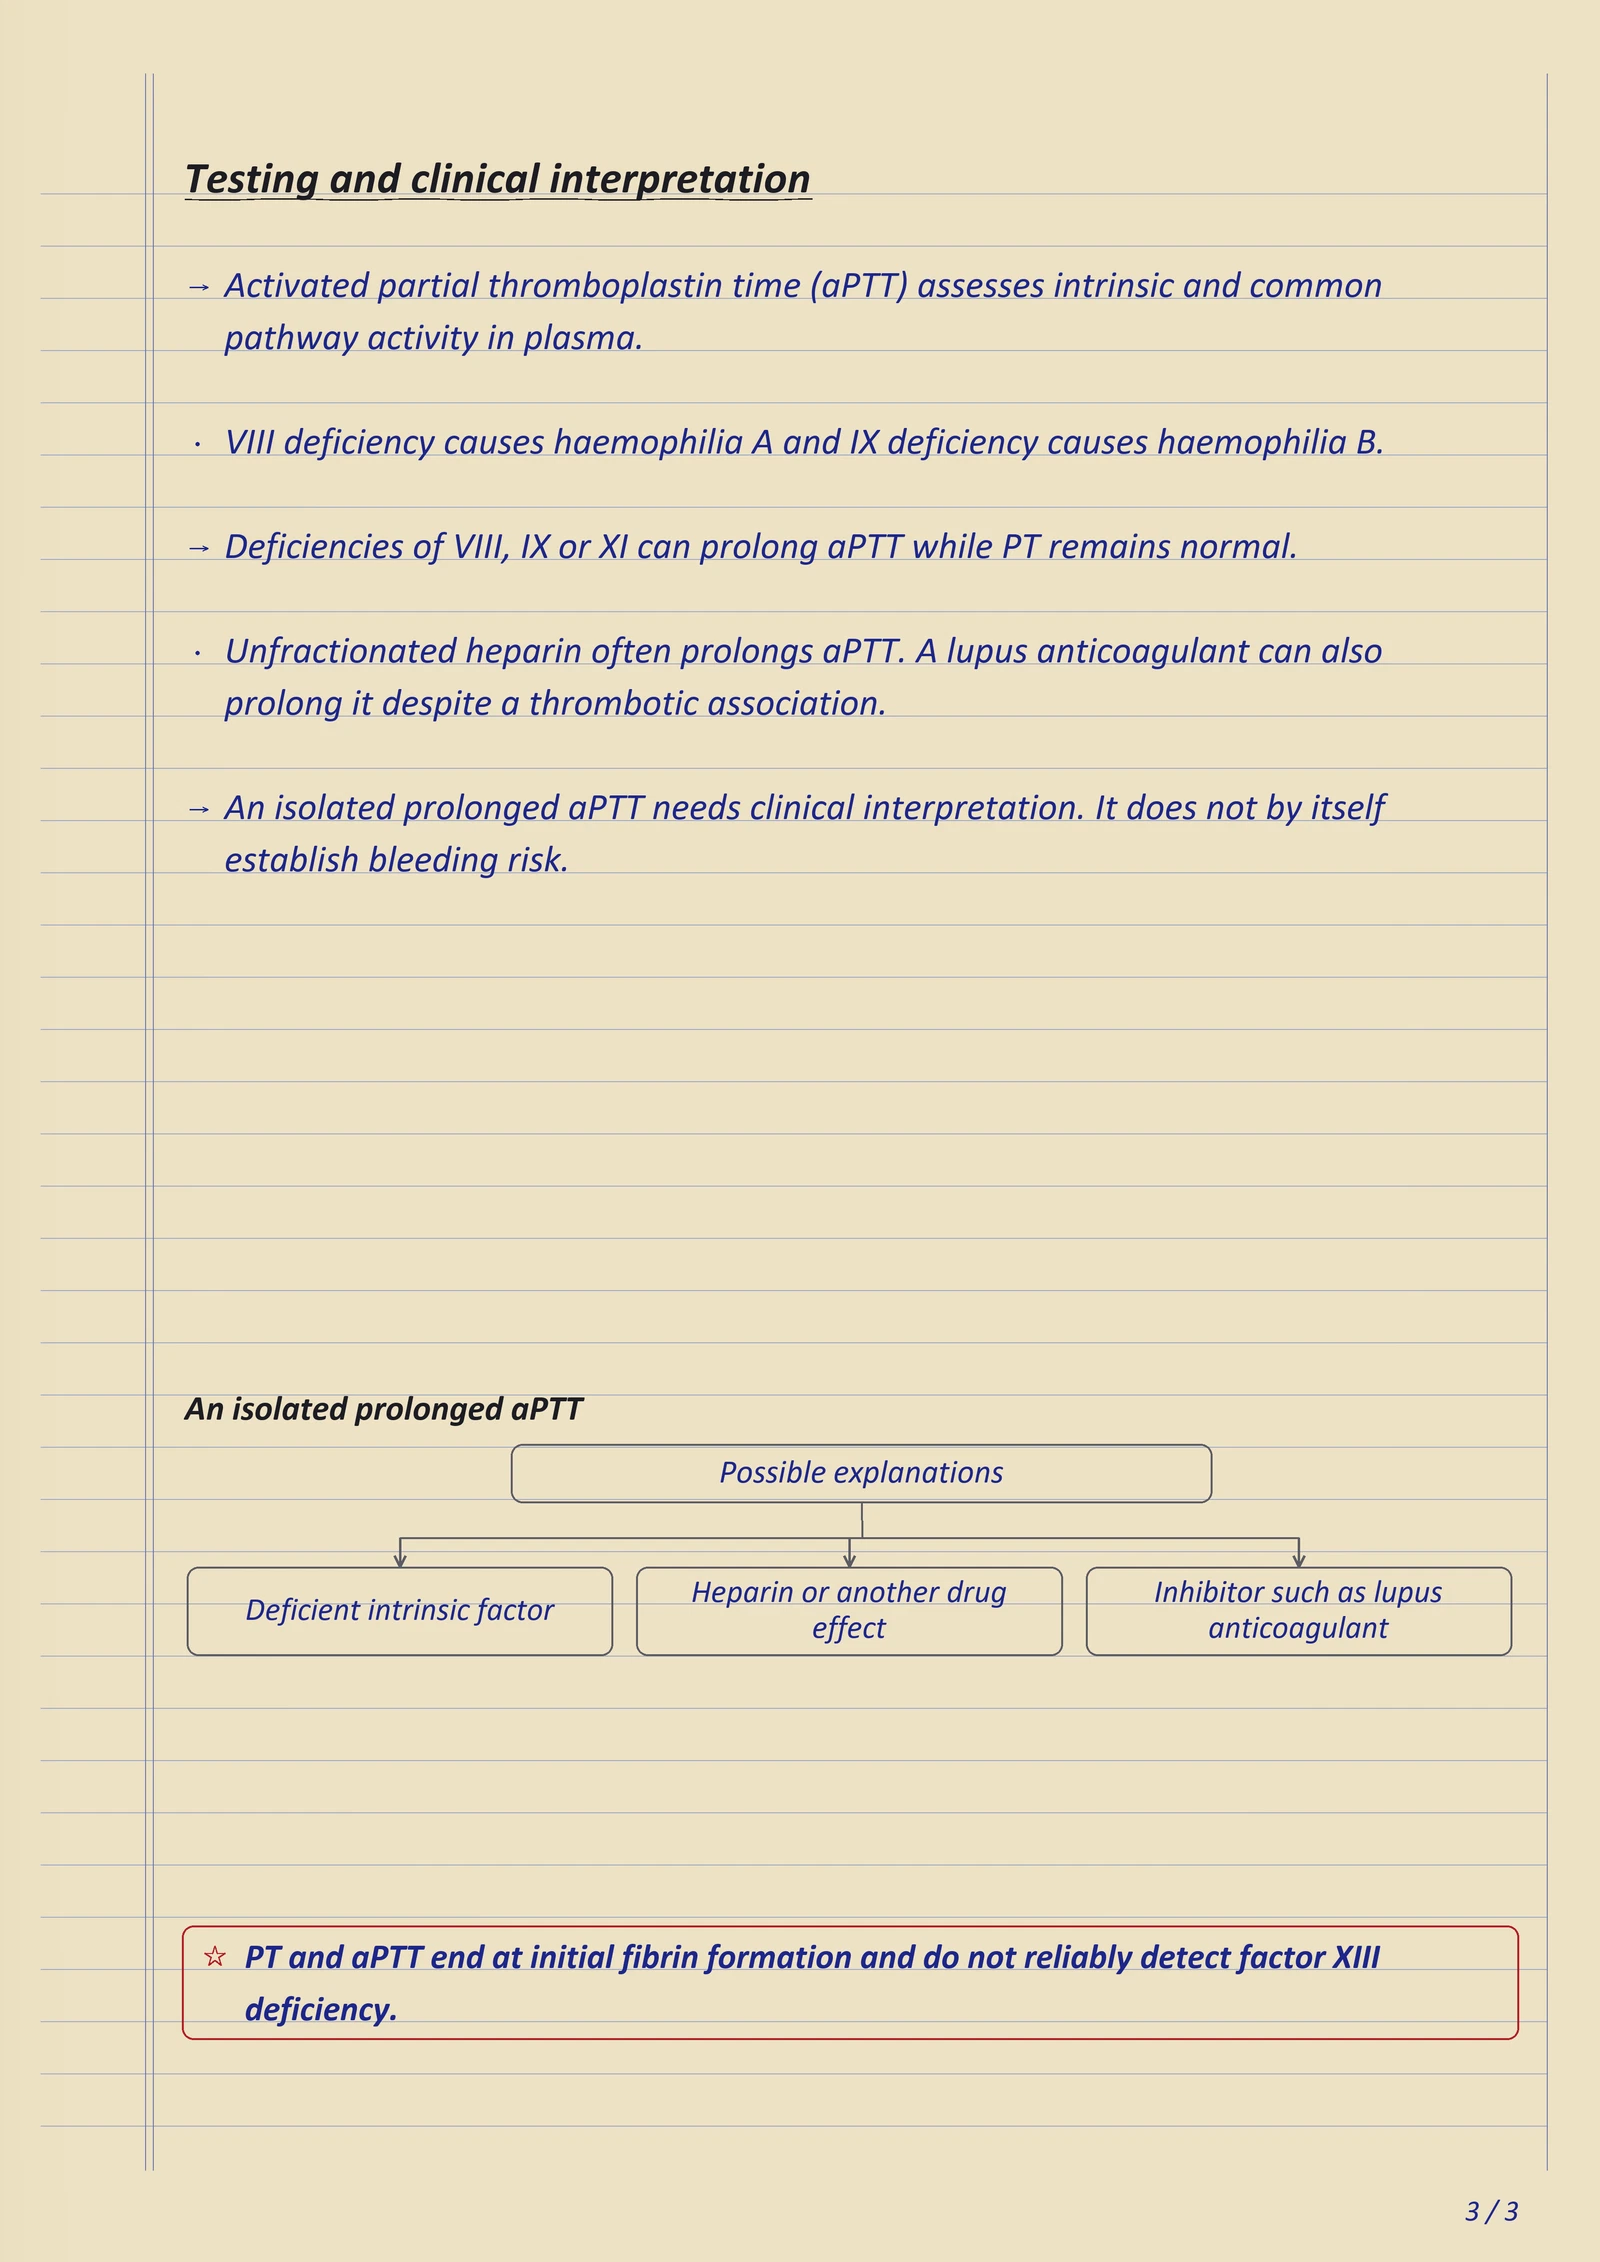 Testing and clinical interpretation
→ Activated partial thromboplastin time (aPTT) assesses intrinsic and common
pathway activity in plasma.
· VIII deficiency causes haemophilia A and IX deficiency causes haemophilia B.
→ Deficiencies of VIII, IX or XI can prolong aPTT while PT remains normal.
· Unfractionated heparin often prolongs aPTT. A lupus anticoagulant can also
prolong it despite a thrombotic association.
→ An isolated prolonged aPTT needs clinical interpretation. It does not by itself
establish bleeding risk.
An isolated prolonged aPTT
Possible explanations
Deficient intrinsic factor
Heparin or another drug
effect
Inhibitor such as lupus
anticoagulant
☆ PT and aPTT end at initial fibrin formation and do not reliably detect factor XIII
deficiency.
3 / 3